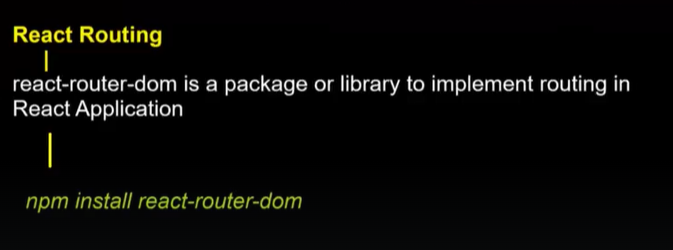 React Routing
react-router-dom is a package or library to implement routing in
React Application
npm install react-router-dom